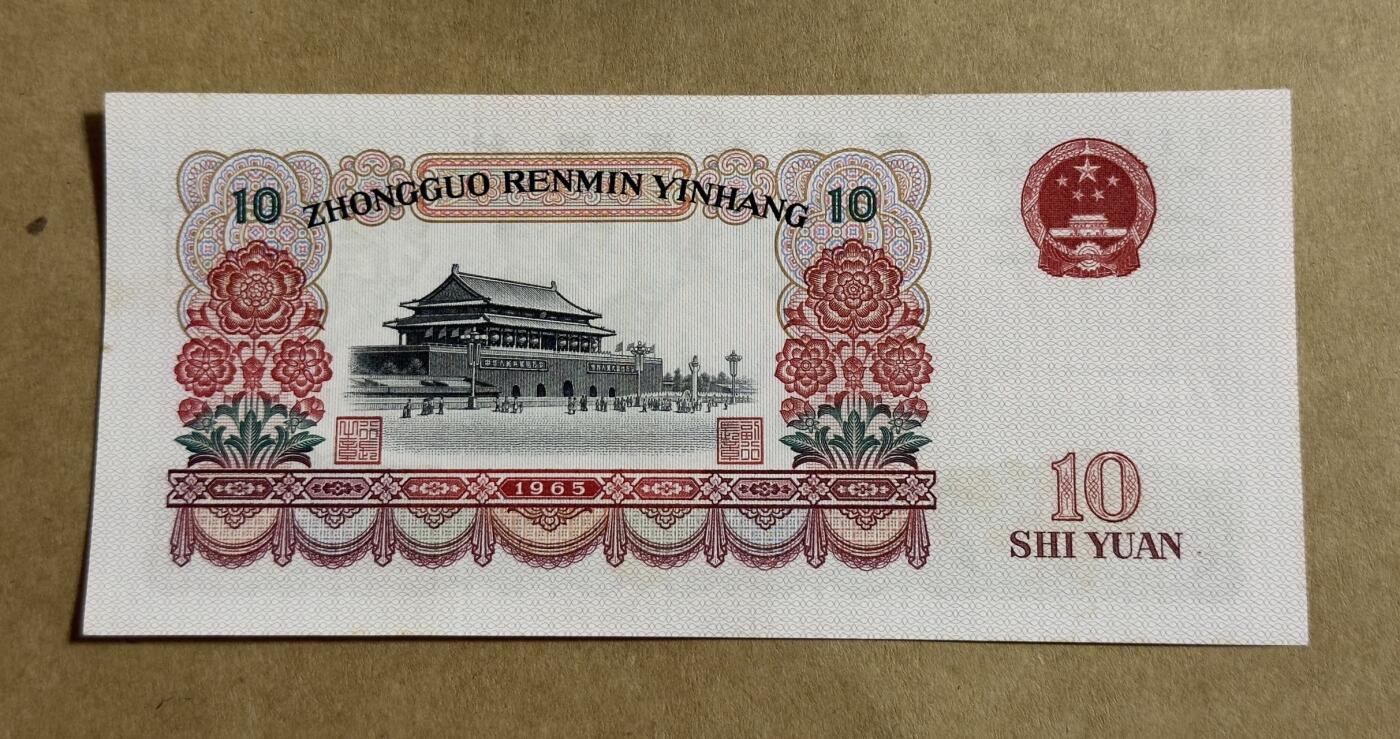 10 ZHONGGUO RENMIN YINHANG 10
1965
10
SHI YUAN